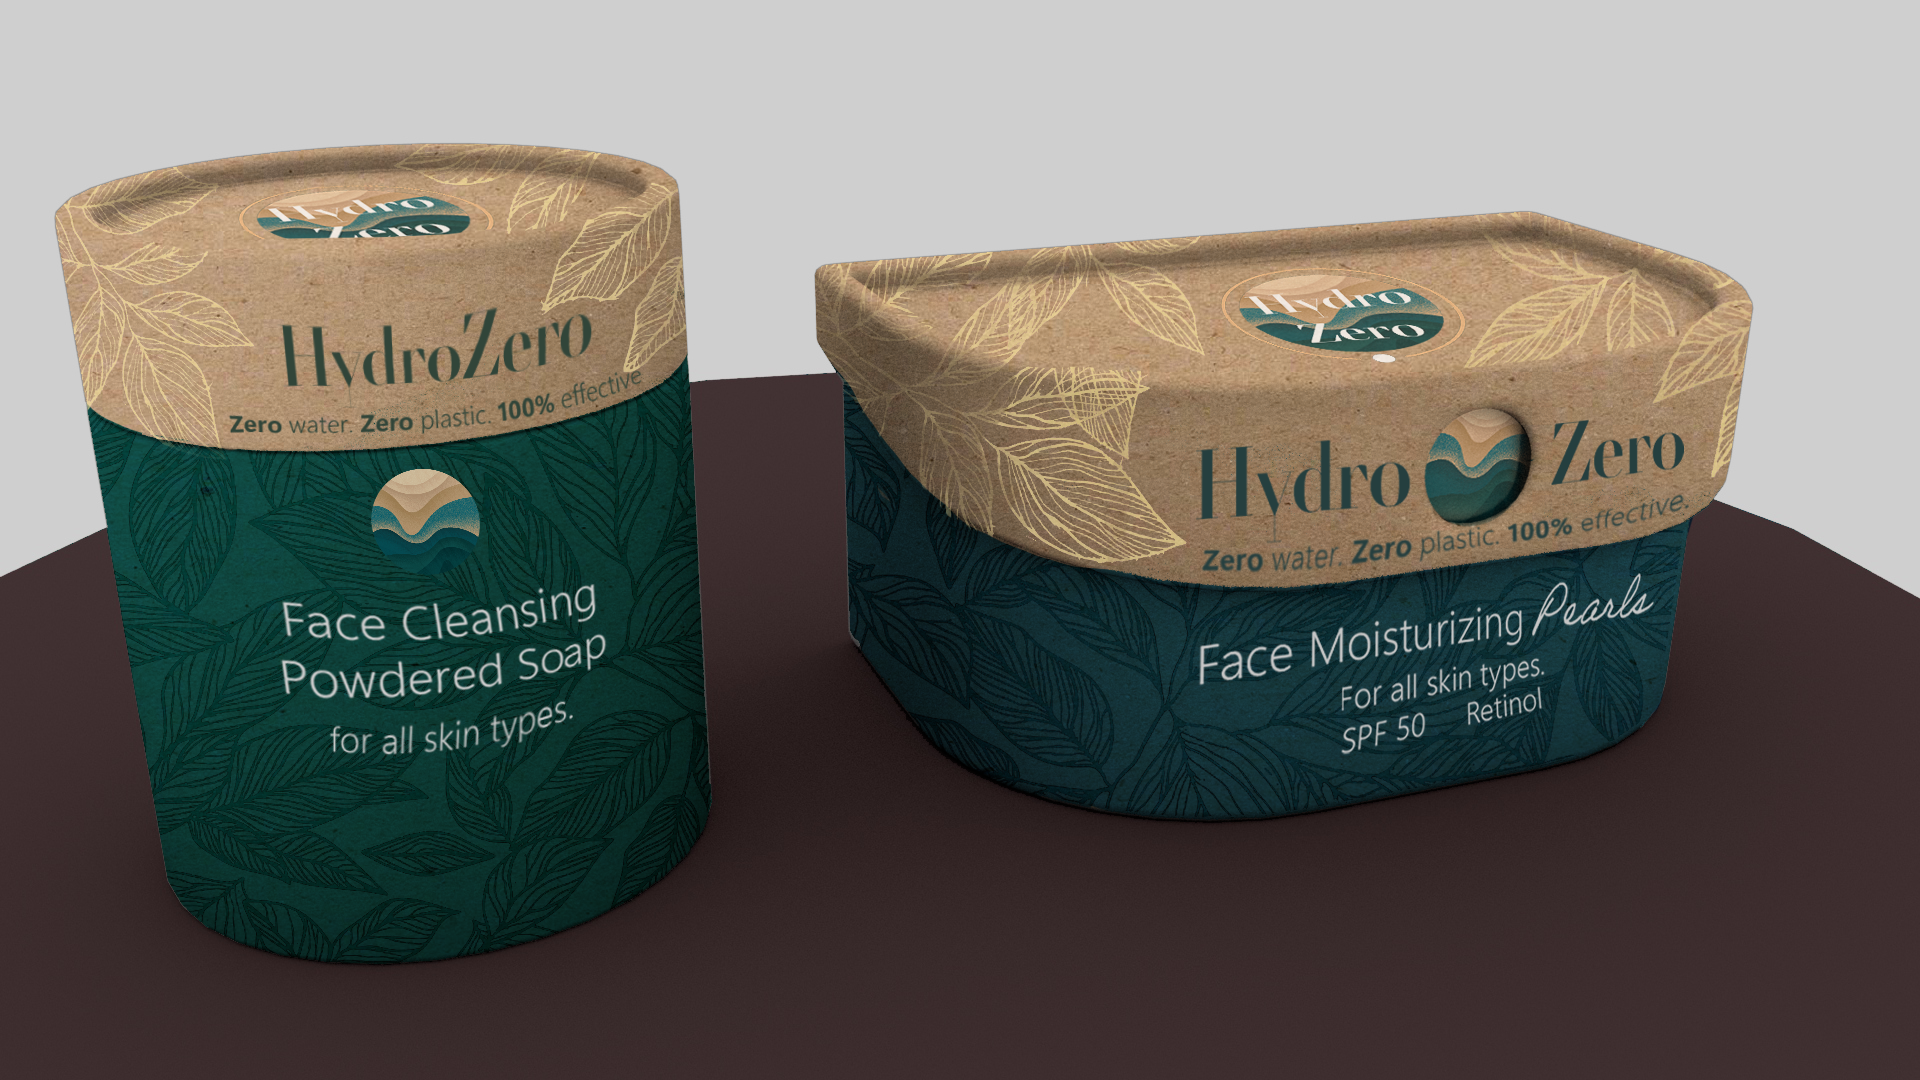 Hydro
Zero
HydroZero
Zero water. Zero plastic. 100% effective
Face Cleansing
Powdered Soap
for all skin types.
Hydro
Zero
Hydro Zero
Zero water. Zero plastic. 100% effective.
Face Moisturizing Pearls
For all skin types.
SPF 50 Retinol